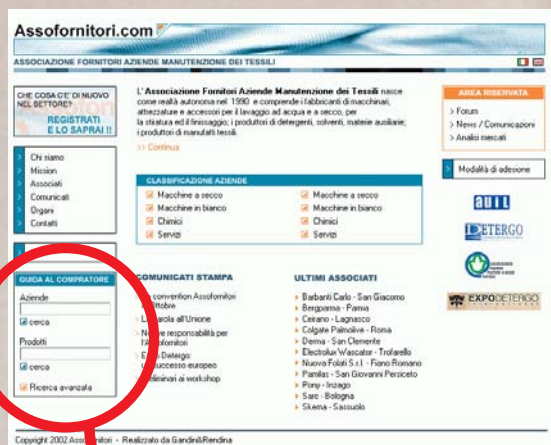 Assofornitori.com
ASSOCIAZIONE FORNITORI AZIENDE MANUTENZIONE DEI TESSILI
CHE COSA C'E' DI NUOVO
NEL SETTORE?
REGISTRATI
E LO SAPRAI !!
Chi siamo
Mission
Associati
Comunicati
Organi
Contatti
L'Associazione Fornitori Aziende Manutenzione dei Tessili nasce
come realtà autonoma nel 1990 e comprende i fabbricanti di macchinari,
attrezzature e accessori per il lavaggio ad acqua e a secco, per
la stiratura ed il finissaggio; i produttori di detergenti, solventi, materie ausiliarie;
i produttori di manufatti tessili.
>> Continua
CLASSIFICAZIONE AZIENDE
Macchine a secco
Macchine in bianco
Chimici
Servizi
Macchine a secco
Macchine in bianco
Chimici
Servizi
AREA RISERVATA
> Forum
> News / Comunicazioni
> Analisi mercati
Modalità di adesione
auil
DETERGO
EXPODETERGO
GUIDA AL COMPRATORE
Aziende
cerca
Prodotti
cerca
Ricerca avanzata
COMUNICATI STAMPA
convention Assofornitori
ottobre
parola all'Unione
responsabilità per
l'Assofornitori
Detergo:
successo europeo
ai workshop
ULTIMI ASSOCIATI
Barbanti Carlo - San Giacomo
Bergparma - Parma
Ceirano - Lagnasco
Colgate Palmolive - Roma
Derma - San Clemente
Electrolux Wascator - Trofarello
Nuova Folati S.r.l. - Fiano Romano
Pamilas - San Giovanni Persiceto
Pony - Inzago
Sarc - Bologna
Skema - Sassuolo
Copyright 2002 Assofornitori - Realizzato da Gandini&Rendina